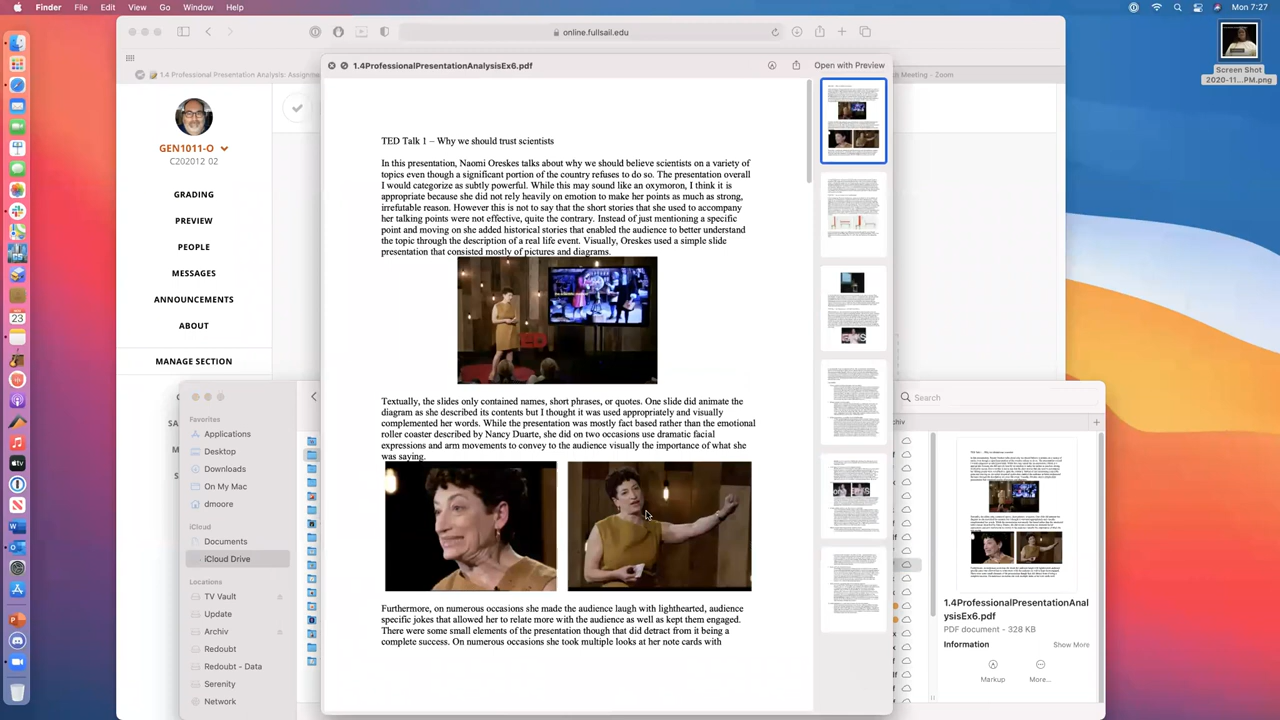 Finder File Edit View Go Window Help
Mon 7:27
online.fullsail.edu
1.4 Professional Presentation Analysis: Assignme
Meeting - Zoom
1.4ProfessionalPresentationAnalysisEx6.pdf
Open with Preview
Screen Shot
2020-11...PM.png
GEN1011-O
C202012 02
GRADING
PREVIEW
PEOPLE
MESSAGES
ANNOUNCEMENTS
ABOUT
MANAGE SECTION
TED Talk 1 – Why we should trust scientists
In this presentation, Naomi Oreskes talks about why we should believe scientists on a variety of
topics even though a significant portion of the country refuses to do so. The presentation overall
I would categorize as subtly powerful. While this may sound like an oxymoron, I think it is
appropriate because she did not rely heavily on emotion to make her points as much as strong,
irrefutable reason. However this is not to say that the short stories that she used to accompany
her talking points were not effective, quite the contrary. Instead of just mentioning a specific
point and moving on she added historical stories that enabled the audience to better understand
the topic through the description of a real life event. Visually, Oreskes used a simple slide
presentation that consisted mostly of pictures and diagrams.
Textually, the slides only contained names, short phrases, or quotes. One slide did animate the
diagram as she described its contents but I thought it was used appropriately and visually
complemented her words. While the presentation was mostly fact based rather than the emotional
roller coaster described by Nancy Duarte, she did on two occasions use dramatic facial
expressions and arm movements to convey to the audience visually the importance of what she
was saying.
Furthermore, on numerous occasions she made the audience laugh with lighthearted, audience
specific jokes that allowed her to relate more with the audience as well as kept them engaged.
There were some small elements of the presentation though that did detract from it being a
complete success. On numerous occasions she took multiple looks at her note cards with
SA
M
Favorites
Applications
Desktop
Downloads
On My Mac
dmoore
iCloud
Documents
iCloud Drive
Locations
TV Vault
Update
Archiv
Redoubt
Redoubt - Data
Serenity
Network
23
tv
Search
hiv
1.4ProfessionalPresentationAnal
ysisEx6.pdf
PDF document - 328 KB
Information
Show More
Markup
More...